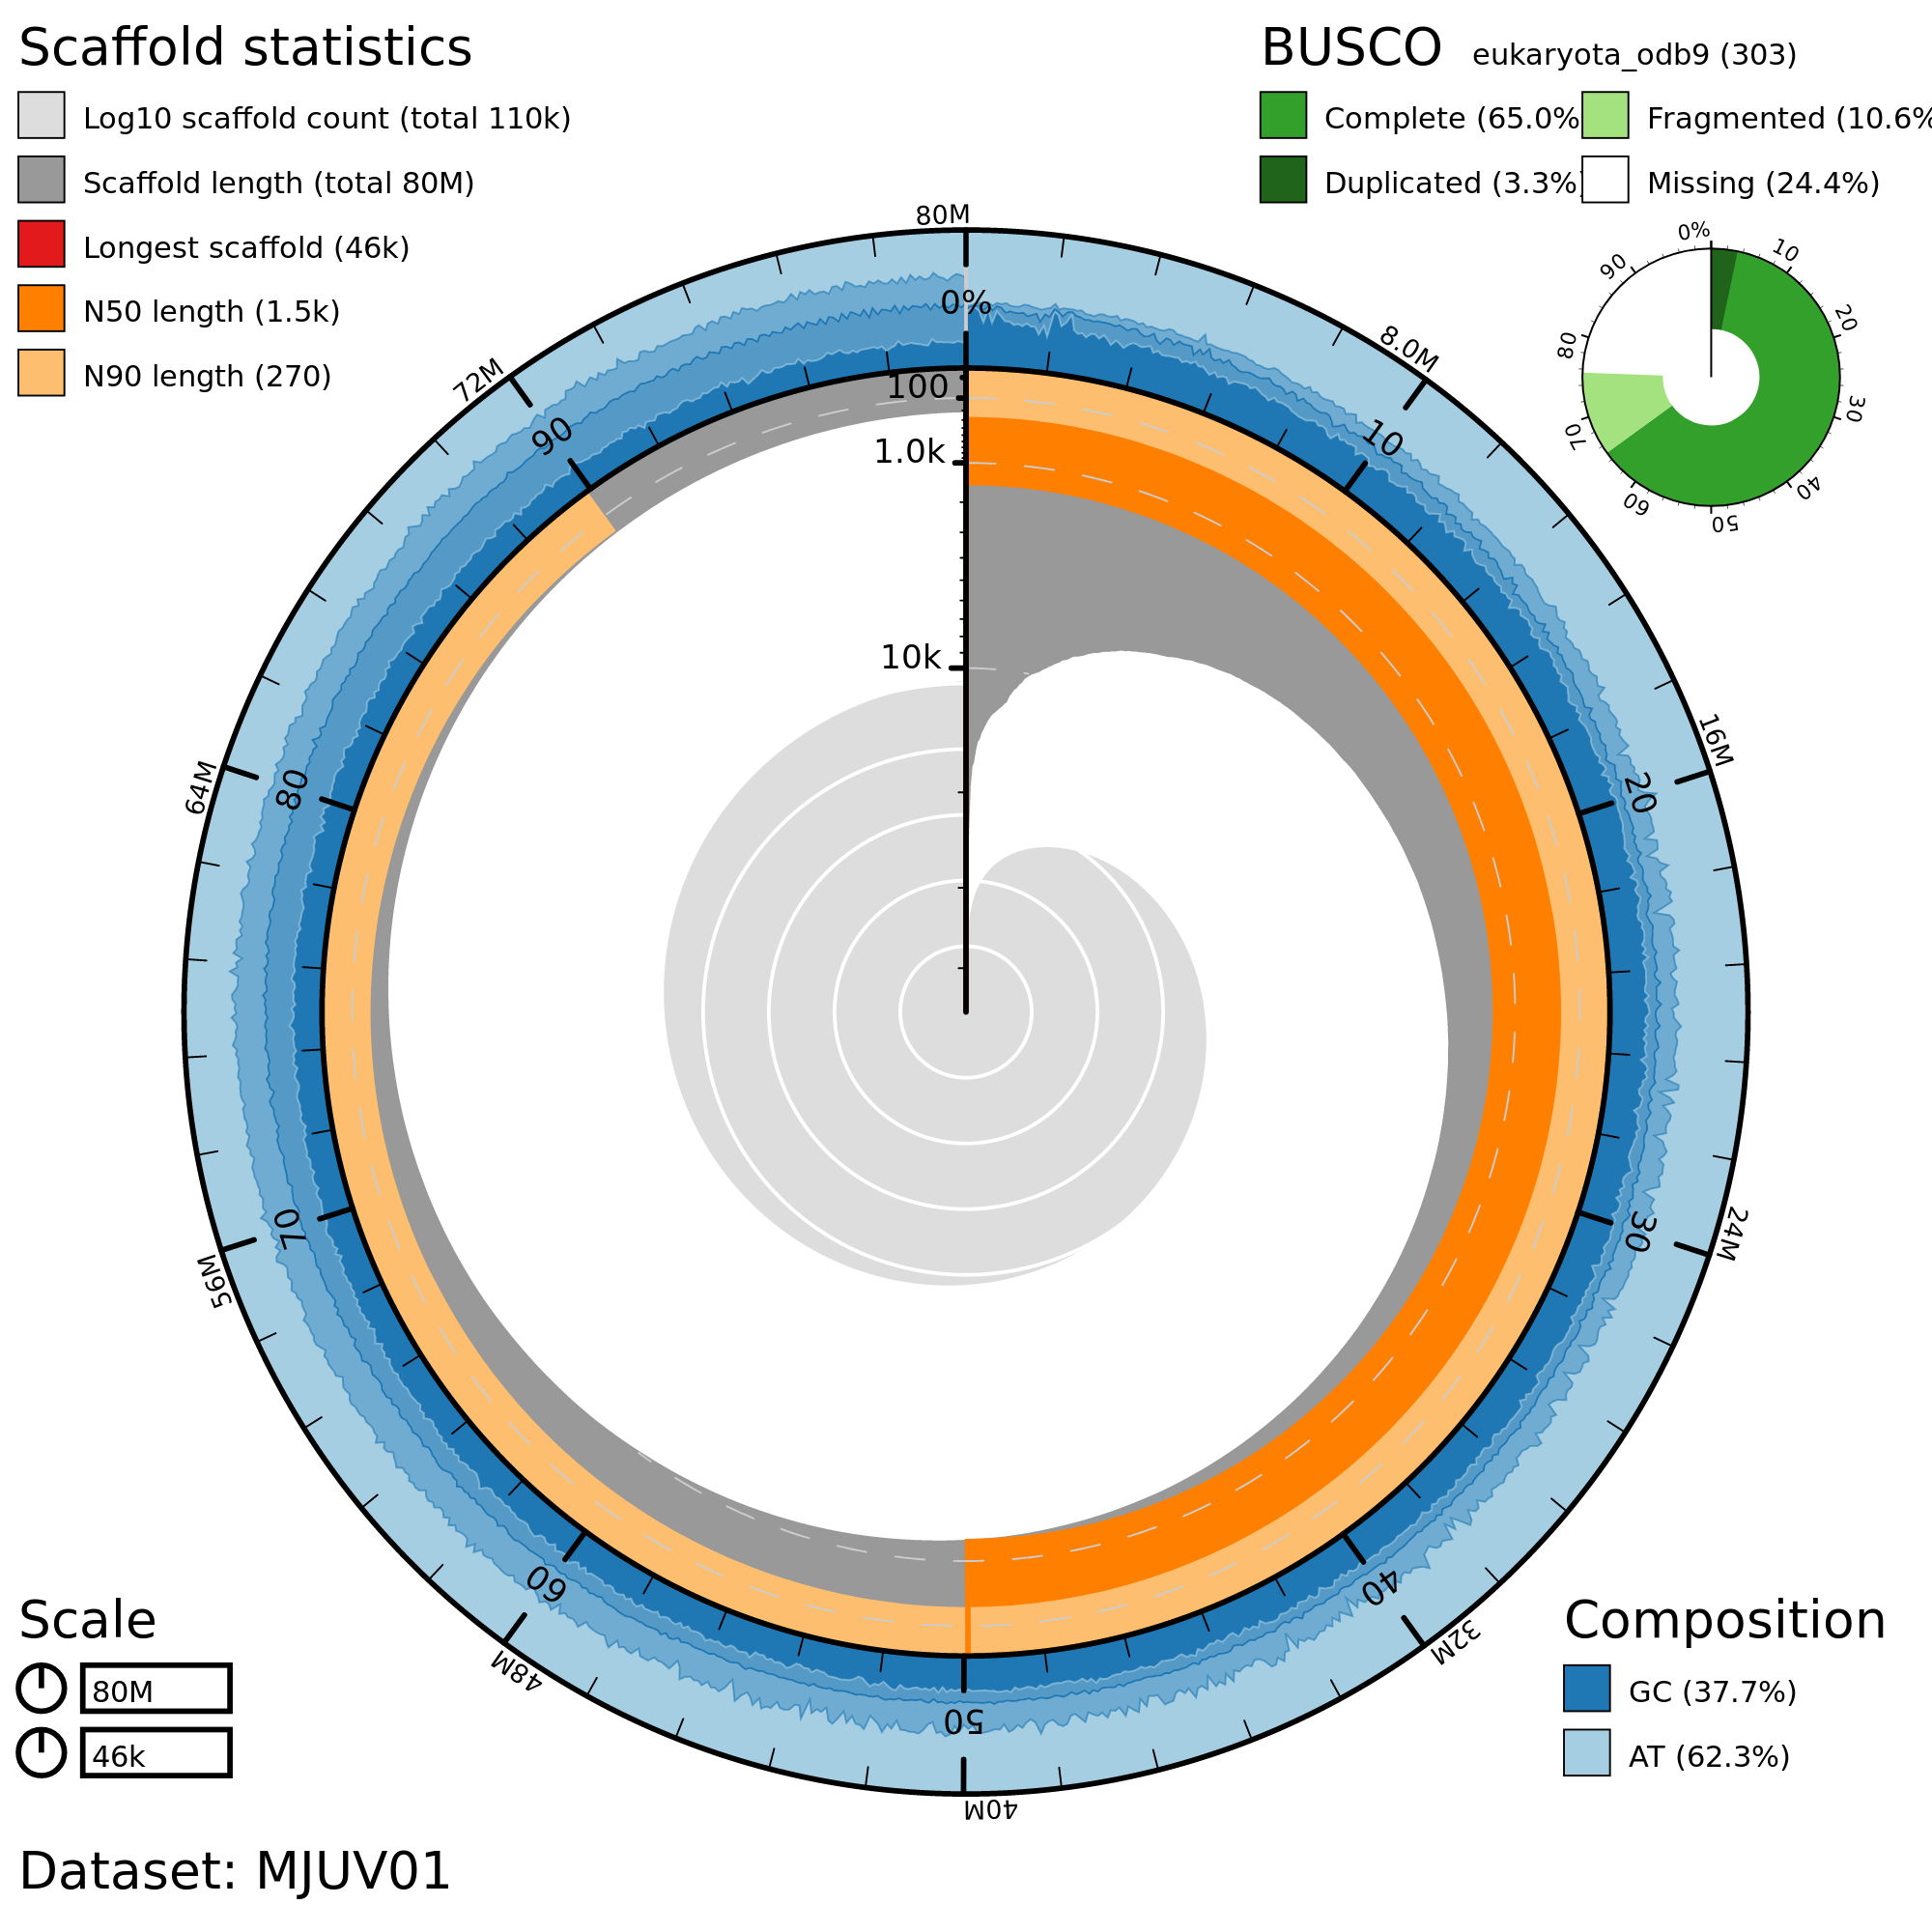 Scaffold statistics
Log10 scaffold count (total 110k)
Scaffold length (total 80M)
Longest scaffold (46k)
N50 length (1.5k)
N90 length (270)
BUSCO eukaryota_odb9 (303)
Complete (65.0% Fragmented (10.6%
Duplicated (3.3%) Missing (24.4%)
0%
10
20
30
40
50
60
70
80
90
80M
8.0M
16M
24M
32M
40M
48M
56M
64M
72M
0%
10
20
30
40
50
60
70
80
90
100
1.0k
10k
Scale
80M
46k
Composition
GC (37.7%)
AT (62.3%)
Dataset: MJUV01